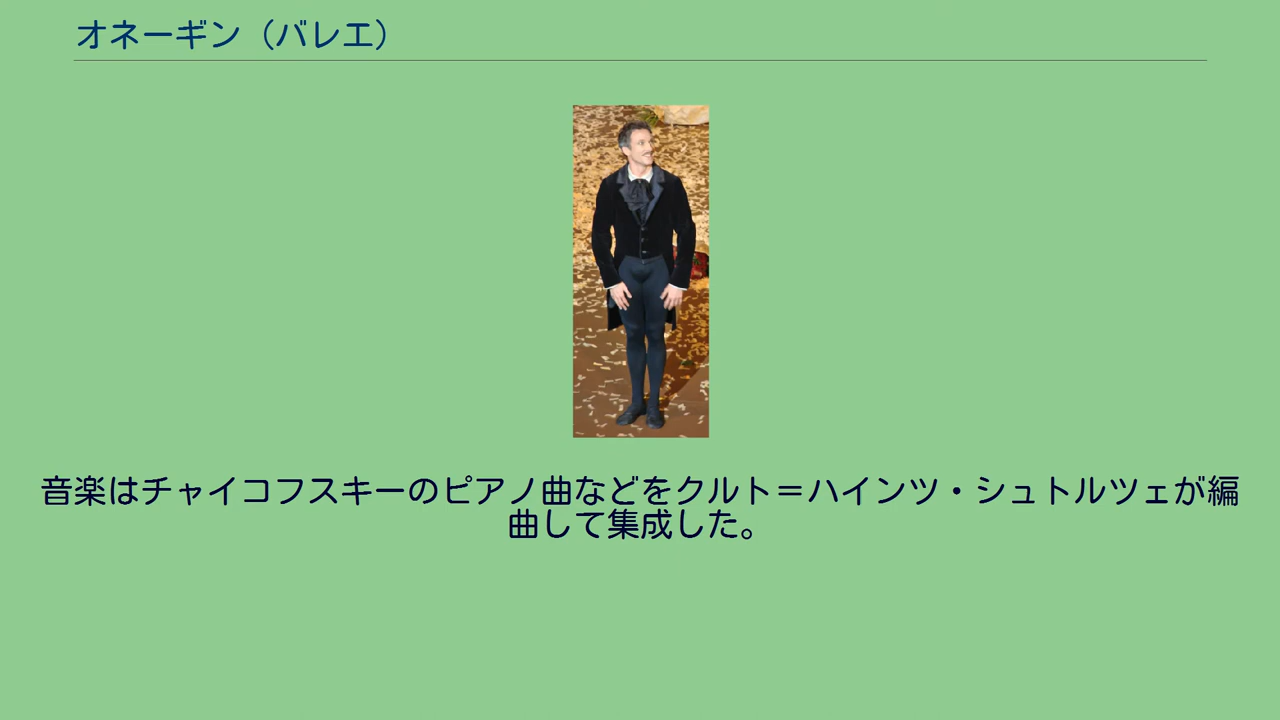 オネーギン（バレエ）
音楽はチャイコフスキーのピアノ曲などをクルト＝ハインツ・シュトルツェが編
曲して集成した。